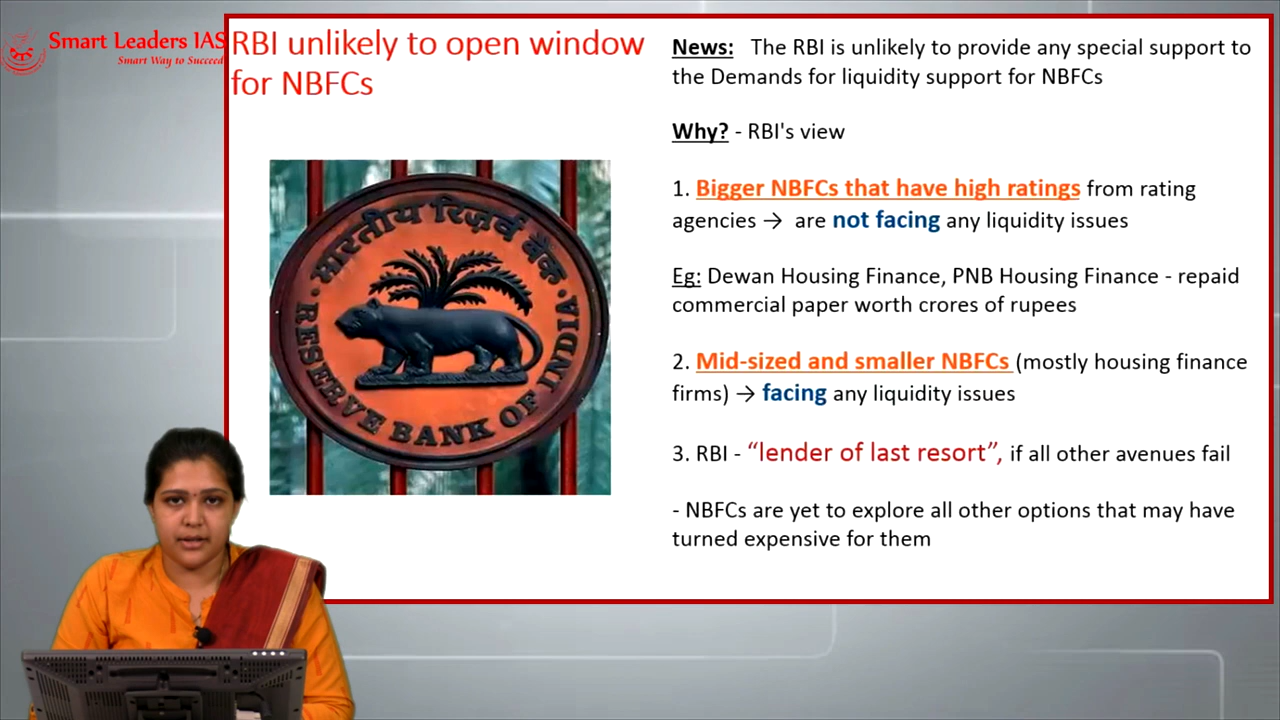 Smart Leaders IAS
Smart Way to Succeed
RBI unlikely to open window
for NBFCs
भारतीय रिज़र्व बैंक
RESERVE BANK OF INDIA
News: The RBI is unlikely to provide any special support to
the Demands for liquidity support for NBFCs
Why? - RBI's view
1. Bigger NBFCs that have high ratings from rating
agencies → are not facing any liquidity issues
Eg: Dewan Housing Finance, PNB Housing Finance - repaid
commercial paper worth crores of rupees
2. Mid-sized and smaller NBFCs (mostly housing finance
firms) → facing any liquidity issues
3. RBI - “lender of last resort”, if all other avenues fail
- NBFCs are yet to explore all other options that may have
turned expensive for them